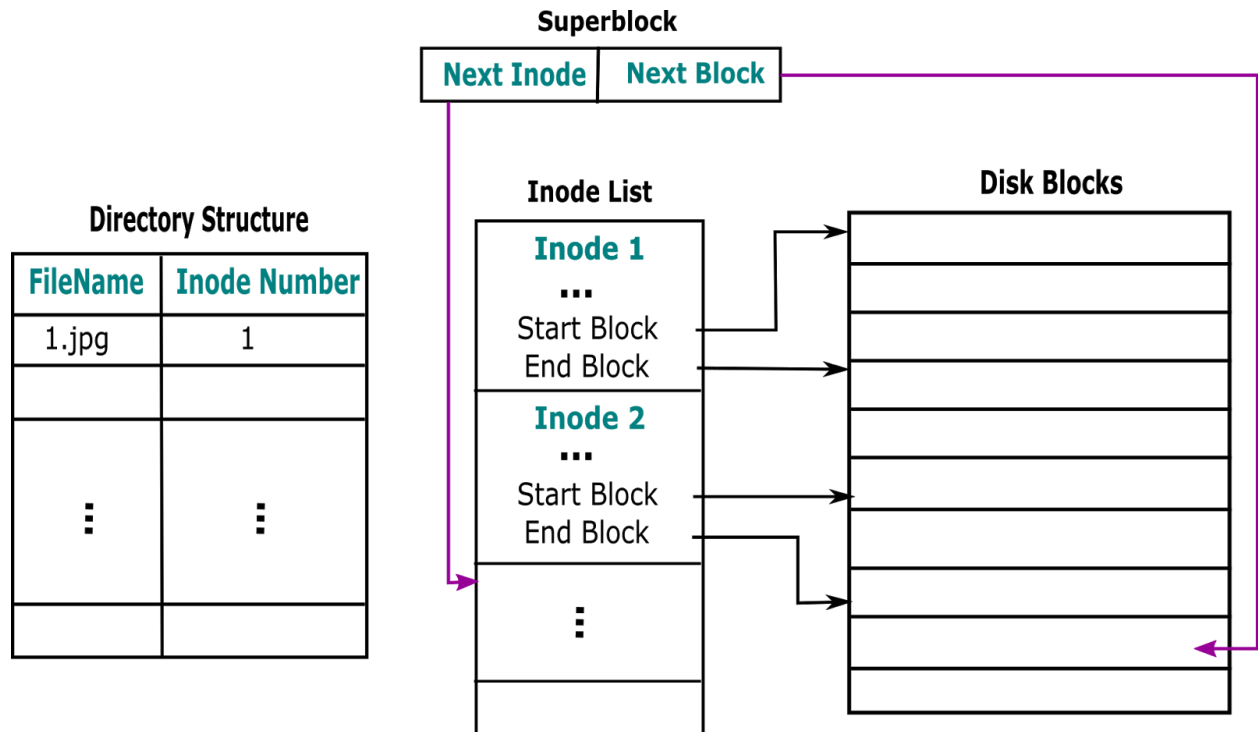 Superblock
Next Inode Next Block
Directory Structure
FileName Inode Number
1.jpg 1
⋮ ⋮
Inode List
Inode 1
...
Start Block
End Block
Inode 2
...
Start Block
End Block
⋮
Disk Blocks